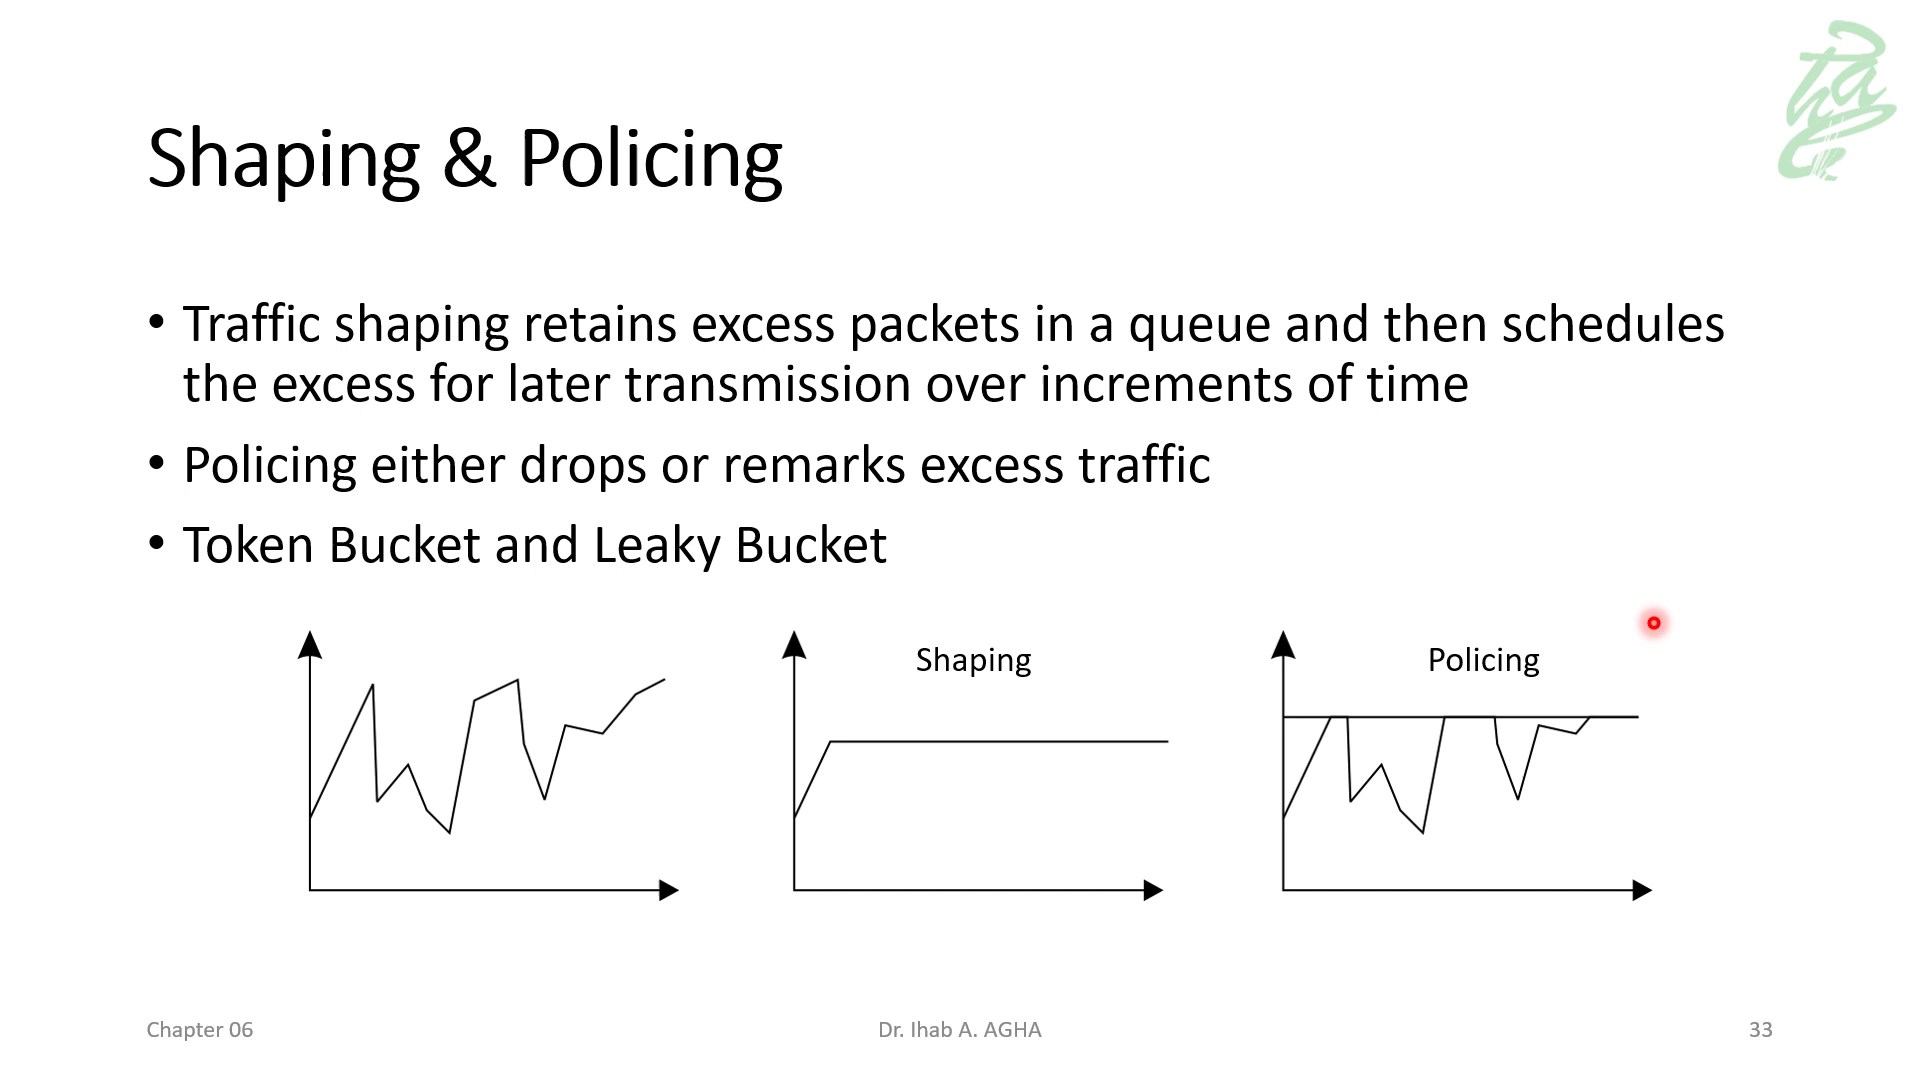 Shaping & Policing
• Traffic shaping retains excess packets in a queue and then schedules
the excess for later transmission over increments of time
• Policing either drops or remarks excess traffic
• Token Bucket and Leaky Bucket
Shaping
Policing
Chapter 06
Dr. Ihab A. AGHA
33